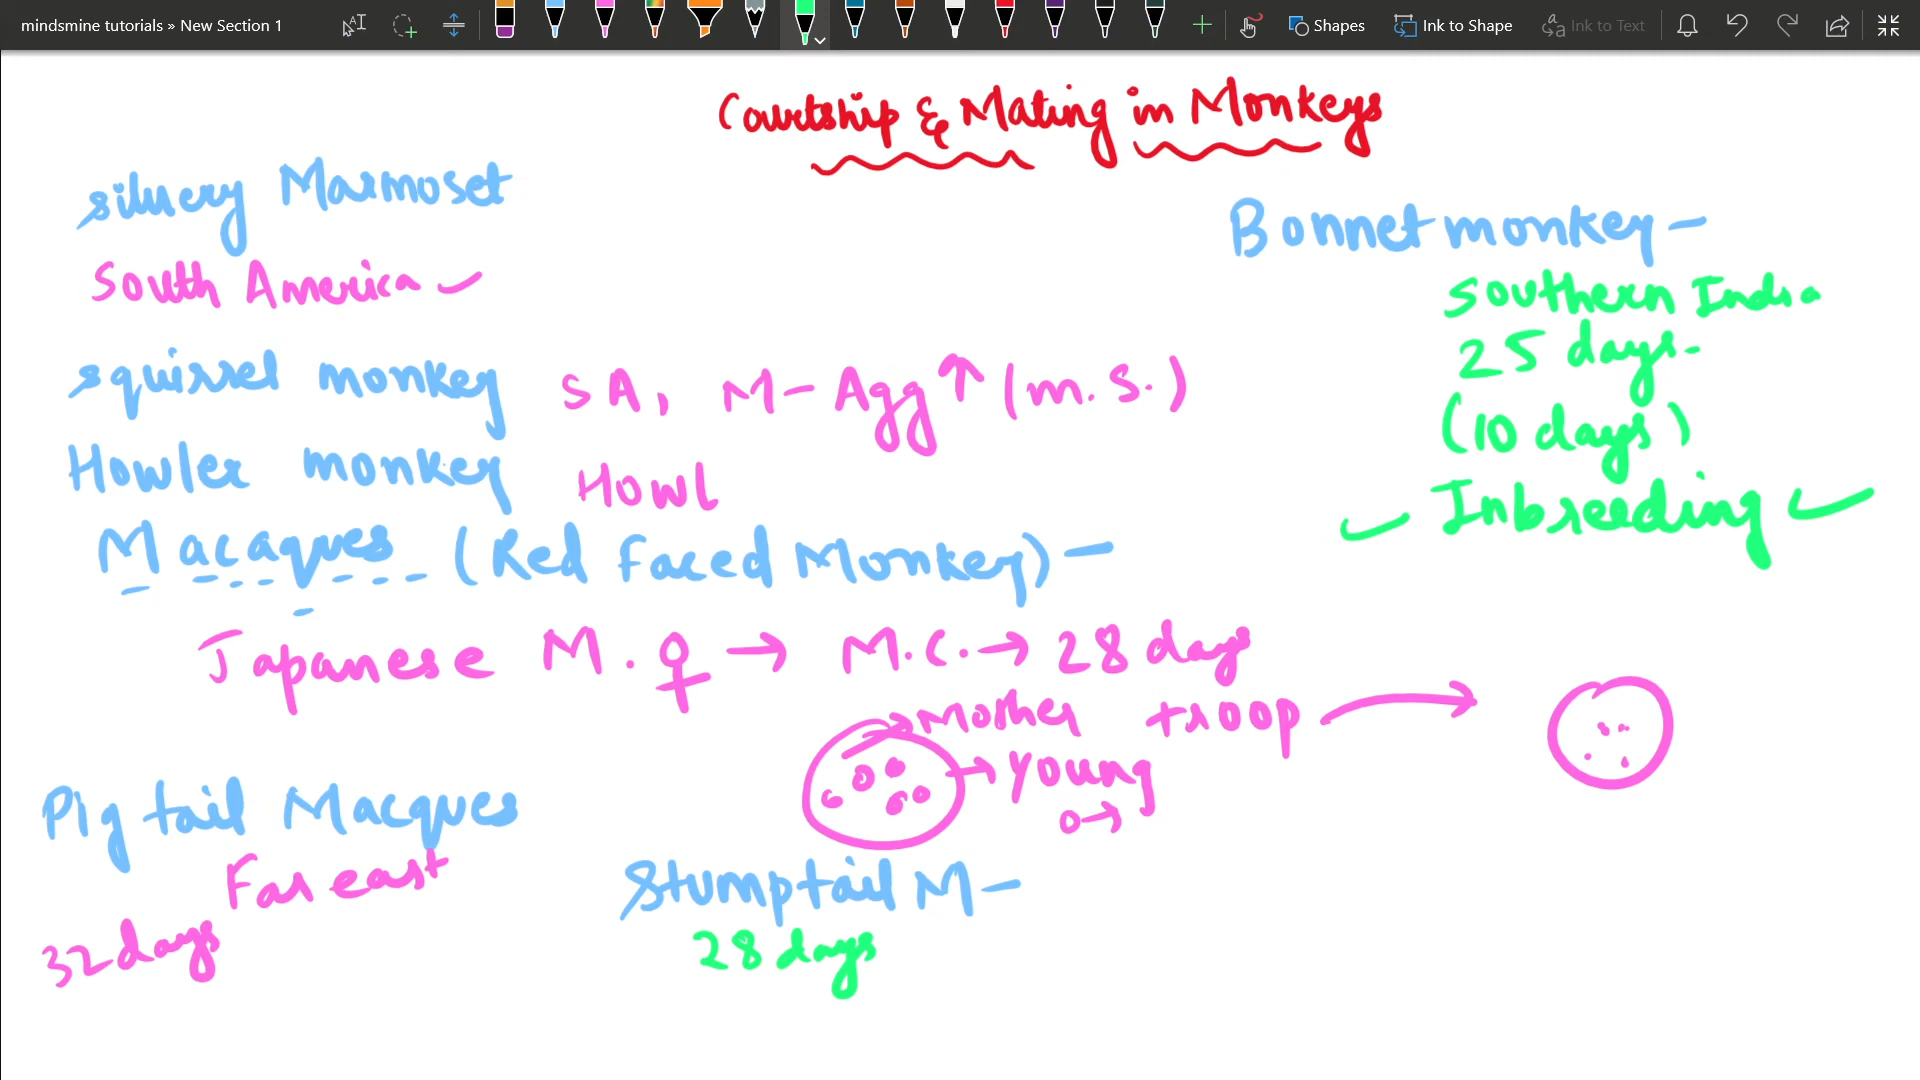 mindsmine tutorials » New Section 1
Shapes
Ink to Shape
Ink to Text
Courtship & Mating in Monkeys
silvery Marmoset
South America ✓
squirrel monkey SA, M - Agg ↑ (m.s.)
Howler monkey Howl
Macaques (Red faced Monkey) -
Japanese M. ♀ → M.C. → 28 days
→ Mother troop →
→ Young
0 →
Pig tail Macques
Far east
32 days
Stumptail M -
28 days
Bonnet monkey -
Southern India
25 days -
(10 days)
✓ Inbreeding ✓